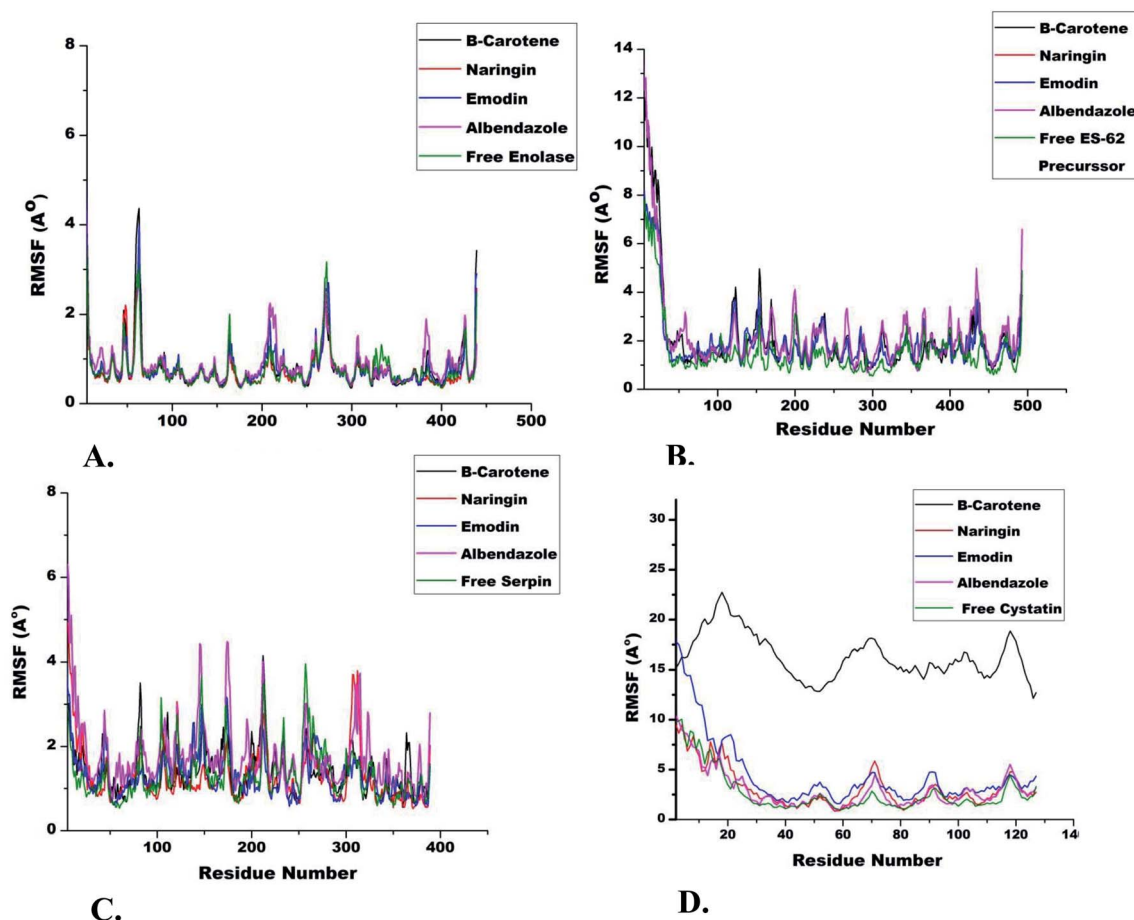 8
6
4
2
0
RMSF (A⁰)
100
200
300
400
500
Residue Number
B-Carotene
Naringin
Emodin
Albendazole
Free Enolase
A.
14
12
10
8
6
4
2
0
RMSF (A⁰)
100
200
300
400
500
Residue Number
B-Carotene
Naringin
Emodin
Albendazole
Free ES-62
Precurssor
B.
8
6
4
2
0
RMSF (A°)
100
200
300
400
Residue Number
B-Carotene
Naringin
Emodin
Albendazole
Free Serpin
C.
30
25
20
15
10
5
0
RMSF (A°)
20
40
60
80
100
120
14
Residue Number
B-Carotene
Naringin
Emodin
Albendazole
Free Cystatin
D.